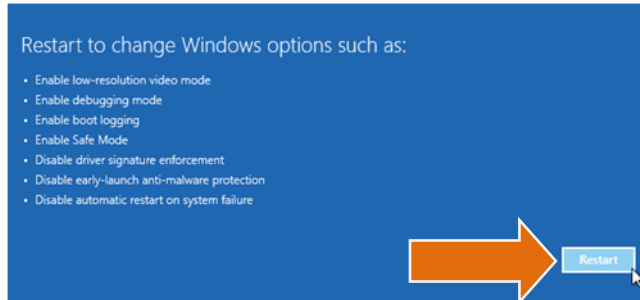 Restart to change Windows options such as:
• Enable low-resolution video mode
• Enable debugging mode
• Enable boot logging
• Enable Safe Mode
• Disable driver signature enforcement
• Disable early-launch anti-malware protection
• Disable automatic restart on system failure
Restart